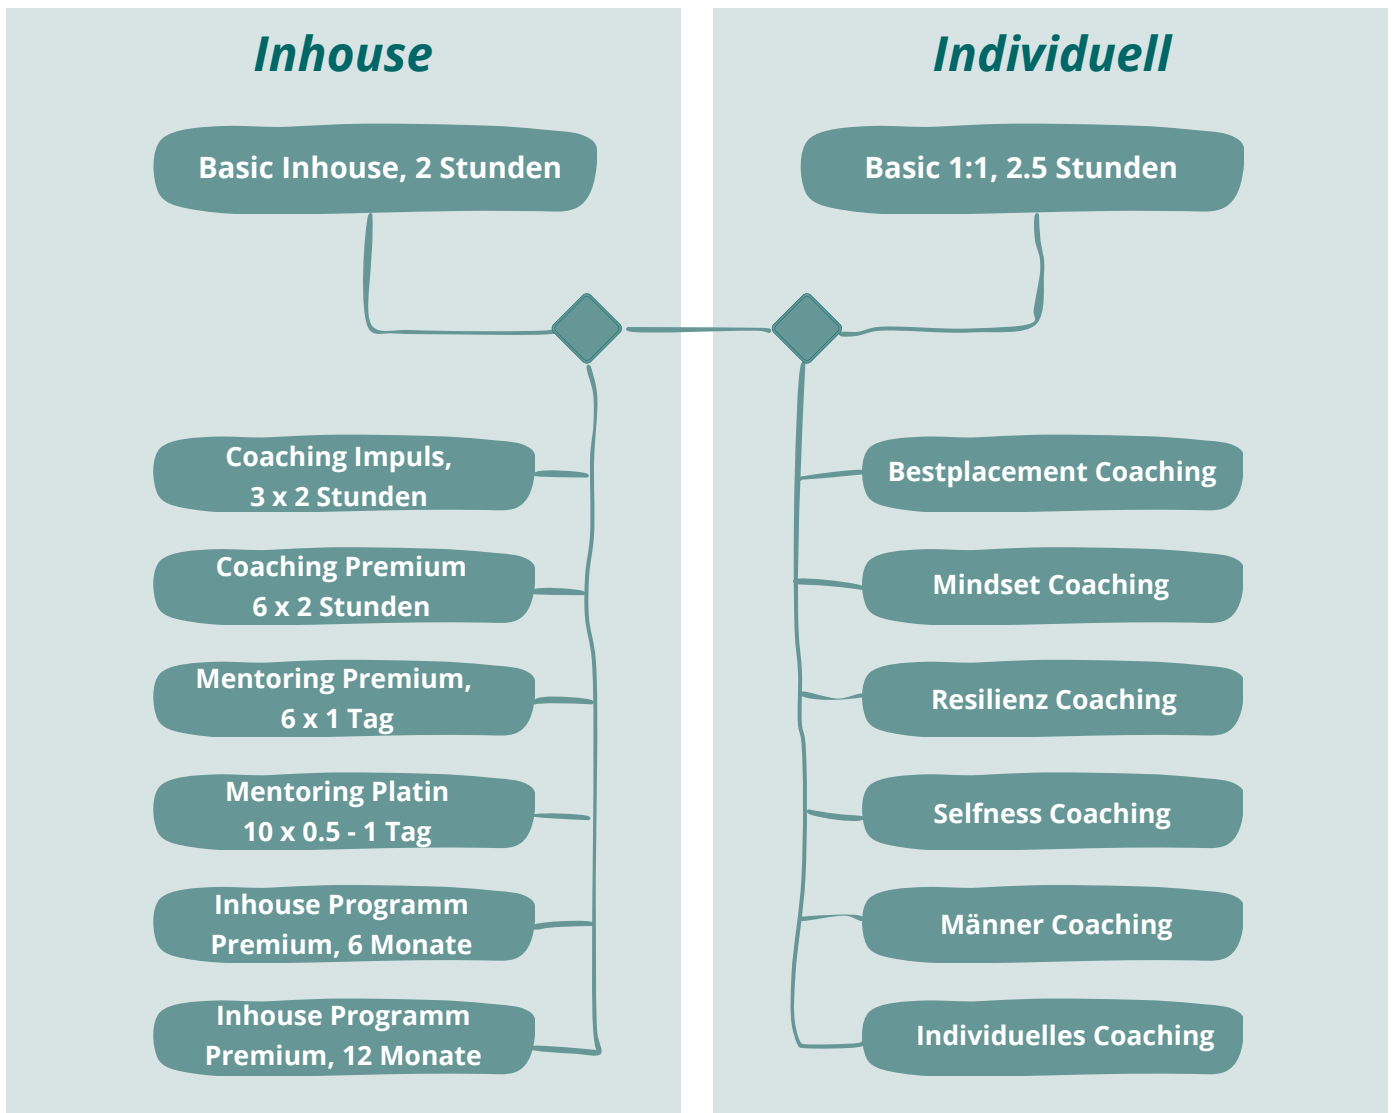 Inhouse
Basic Inhouse, 2 Stunden
Coaching Impuls,
3 x 2 Stunden
Coaching Premium
6 x 2 Stunden
Mentoring Premium,
6 x 1 Tag
Mentoring Platin
10 x 0.5 - 1 Tag
Inhouse Programm
Premium, 6 Monate
Inhouse Programm
Premium, 12 Monate
Individuell
Basic 1:1, 2.5 Stunden
Bestplacement Coaching
Mindset Coaching
Resilienz Coaching
Selfness Coaching
Männer Coaching
Individuelles Coaching